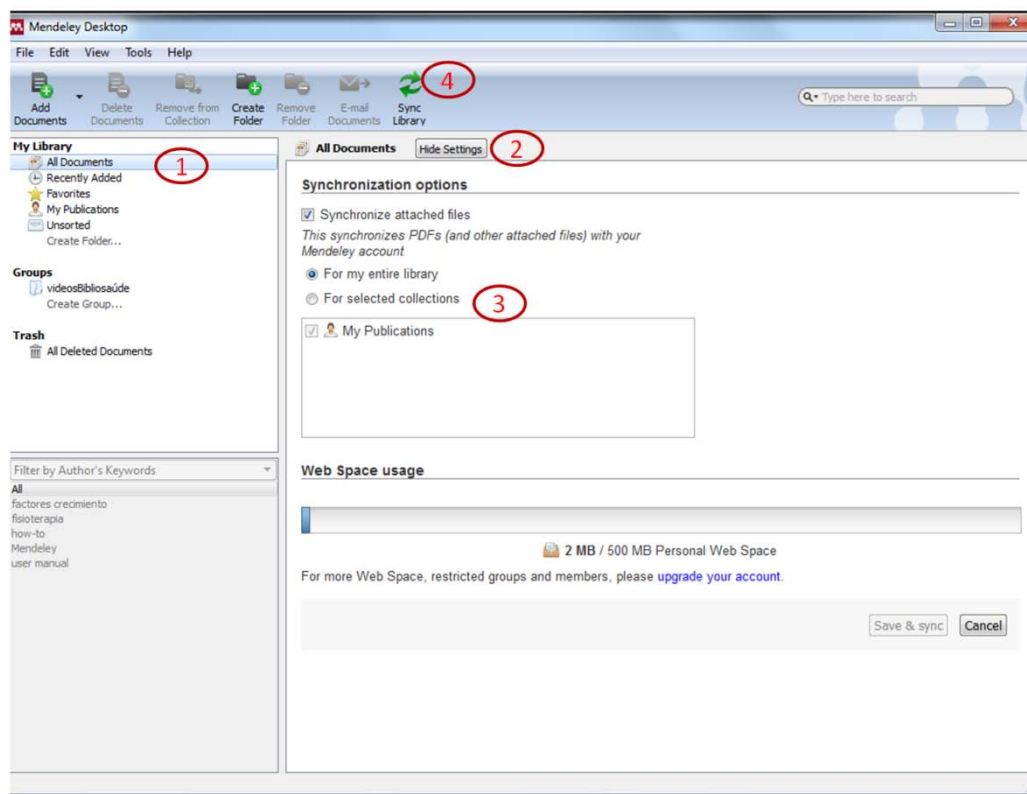 Mendeley Desktop
File Edit View Tools Help
Add Documents
Delete Documents
Remove from Collection
Create Folder
Remove Folder
E-mail Documents
Sync Library
4
Type here to search
My Library
All Documents
1
Recently Added
Favorites
My Publications
Unsorted
Create Folder...
Groups
videosBibliosaúde
Create Group...
Trash
All Deleted Documents
Filter by Author's Keywords
All
factores crecimiento
fisioterapia
how-to
Mendeley
user manual
All Documents Hide Settings 2
Synchronization options
Synchronize attached files
This synchronizes PDFs (and other attached files) with your
Mendeley account
For my entire library
For selected collections 3
My Publications
Web Space usage
2 MB / 500 MB Personal Web Space
For more Web Space, restricted groups and members, please upgrade your account.
Save & sync Cancel